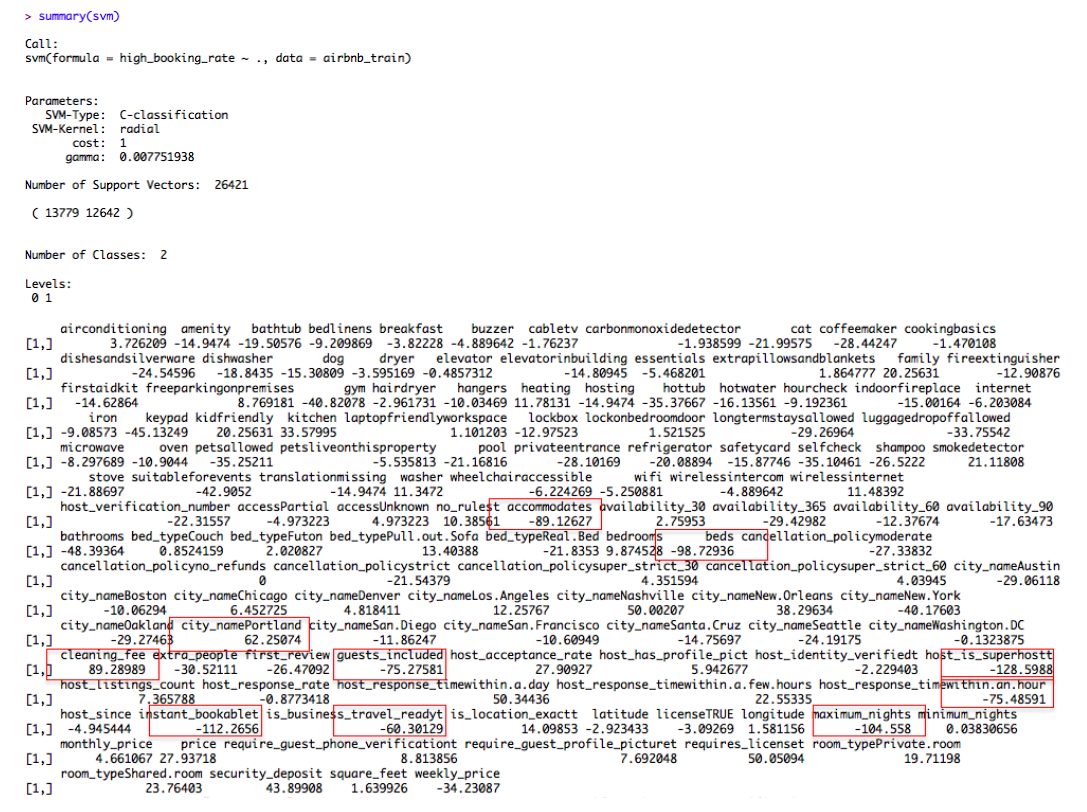 > summary(svm)
Call:
svm(formula = high_booking_rate ~ ., data = airbnb_train)
Parameters:
SVM-Type: C-classification
SVM-Kernel: radial
cost: 1
gamma: 0.007751938
Number of Support Vectors: 26421
( 13779 12642 )
Number of Classes: 2
Levels:
0 1
airconditioning amenity bathtub bedlinens breakfast buzzer cabletv carbonmonoxidedetector cat coffeemaker cookingbasics
[1,] 3.726209 -14.9474 -19.50576 -9.209869 -3.82228 -4.889642 -1.76237 -1.938599 -21.99575 -28.44247 -1.470108
dishesandsilverware dishwasher dog dryer elevator elevatorinbuilding essentials extrapillowsandblankets family fireextinguisher
[1,] -24.54596 -18.8435 -15.30809 -3.595169 -0.4857312 -14.80945 -5.468201 1.864777 20.25631 -12.90876
firstaidkit freeparkingonpremises gym hairdryer hangers heating hosting hottub hotwater hourcheck indoorfireplace internet
[1,] -14.62864 8.769181 -40.82078 -2.961731 -10.03469 11.78131 -14.9474 -35.37667 -16.13561 -9.192361 -15.00164 -6.203084
iron keypad kidfriendly kitchen laptopfriendlyworkspace lockbox lockonbedroomdoor longtermstaysallowed luggagedropoffallowed
[1,] -9.08573 -45.13249 20.25631 33.57995 1.101203 -12.97523 1.521525 -29.26964 -33.75542
microwave oven petsallowed petsliveonthisproperty pool privateentrance refrigerator safetycard selfcheck shampoo smokedetector
[1,] -8.297689 -10.9044 -35.25211 -5.535813 -21.16816 -28.10169 -20.08894 -15.87746 -35.10461 -26.5222 21.11808
stove suitableforevents translationmissing washer wheelchairaccessible wifi wirelessintercom wirelessinternet
[1,] -21.88697 -42.9052 -14.9474 11.3472 -6.224269 -5.250881 -4.889642 11.48392
host_verification_number accessPartial accessUnknown no_rulest accommodates availability_30 availability_365 availability_60 availability_90
[1,] -22.31557 -4.973223 4.973223 10.38561 -89.12627 2.75953 -29.42982 -12.37674 -17.63473
bathrooms bed_typeCouch bed_typeFuton bed_typePull.out.Sofa bed_typeReal.Bed bedrooms beds cancellation_policymoderate
[1,] -48.39364 0.8524159 2.020827 13.40388 -21.8353 9.874528 -98.72936 -27.33832
cancellation_policyno_refunds cancellation_policystrict cancellation_policysuper_strict_30 cancellation_policysuper_strict_60 city_nameAustin
[1,] 0 -21.54379 4.351594 4.03945 -29.06118
city_nameBoston city_nameChicago city_nameDenver city_nameLos.Angeles city_nameNashville city_nameNew.Orleans city_nameNew.York
[1,] -10.06294 6.452725 4.818411 12.25767 50.00207 38.29634 -40.17603
city_nameOakland city_namePortland city_nameSan.Diego city_nameSan.Francisco city_nameSanta.Cruz city_nameSeattle city_nameWashington.DC
[1,] -29.27463 62.25074 -11.86247 -10.60949 -14.75697 -24.19175 -0.1323875
cleaning_fee extra_people first_review guests_included host_acceptance_rate host_has_profile_pict host_identity_verifiedt host_is_superhostt
[1,] 89.28989 -30.52111 -26.47092 -75.27581 27.90927 5.942677 -2.229403 -128.5988
host_listings_count host_response_rate host_response_timewithin.a.day host_response_timewithin.a.few.hours host_response_timewithin.an.hour
[1,] 7.365788 -0.8773418 50.34436 22.55335 -75.48591
host_since instant_bookablet is_business_travel_readyt is_location_exactt latitude licenseTRUE longitude maximum_nights minimum_nights
[1,] -4.945444 -112.2656 -60.30129 14.09853 -2.923433 -3.09269 1.581156 -104.558 0.03830656
monthly_price price require_guest_phone_verificationt require_guest_profile_picturet requires_licenset room_typePrivate.room
[1,] 4.661067 27.93718 8.813856 7.692048 50.05094 19.71198
room_typeShared.room security_deposit square_feet weekly_price
[1,] 23.76403 43.89908 1.639926 -34.23087